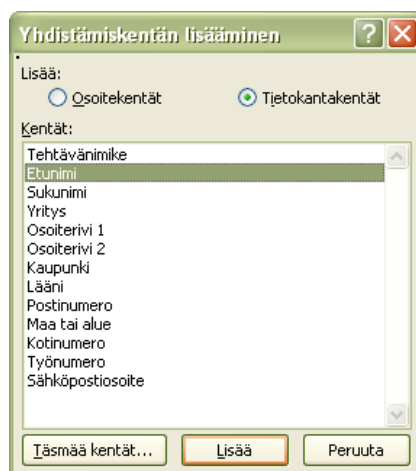 Yhdistämiskentän lisääminen
Lisää:
Osoitekentät Tietokantakentät
Kentät:
Tehtävänimike
Etunimi
Sukunimi
Yritys
Osoiterivi 1
Osoiterivi 2
Kaupunki
Lääni
Postinumero
Maa tai alue
Kotinumero
Työnumero
Sähköpostiosoite
Täsmää kentät... Lisää Peruuta